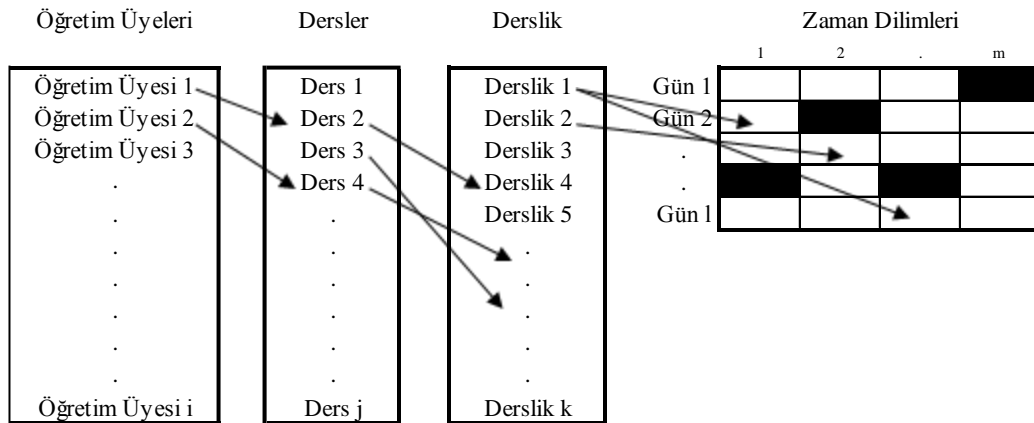 Öğretim Üyeleri Dersler Derslik Zaman Dilimleri
1 2 . m
Öğretim Üyesi 1 Ders 1 Derslik 1 Gün 1
Öğretim Üyesi 2 Ders 2 Derslik 2 Gün 2
Öğretim Üyesi 3 Ders 3 Derslik 3 .
. Ders 4 Derslik 4 .
. . Derslik 5 Gün l .
. . .
. . .
. . .
. . .
. . .
Öğretim Üyesi i Ders j Derslik k